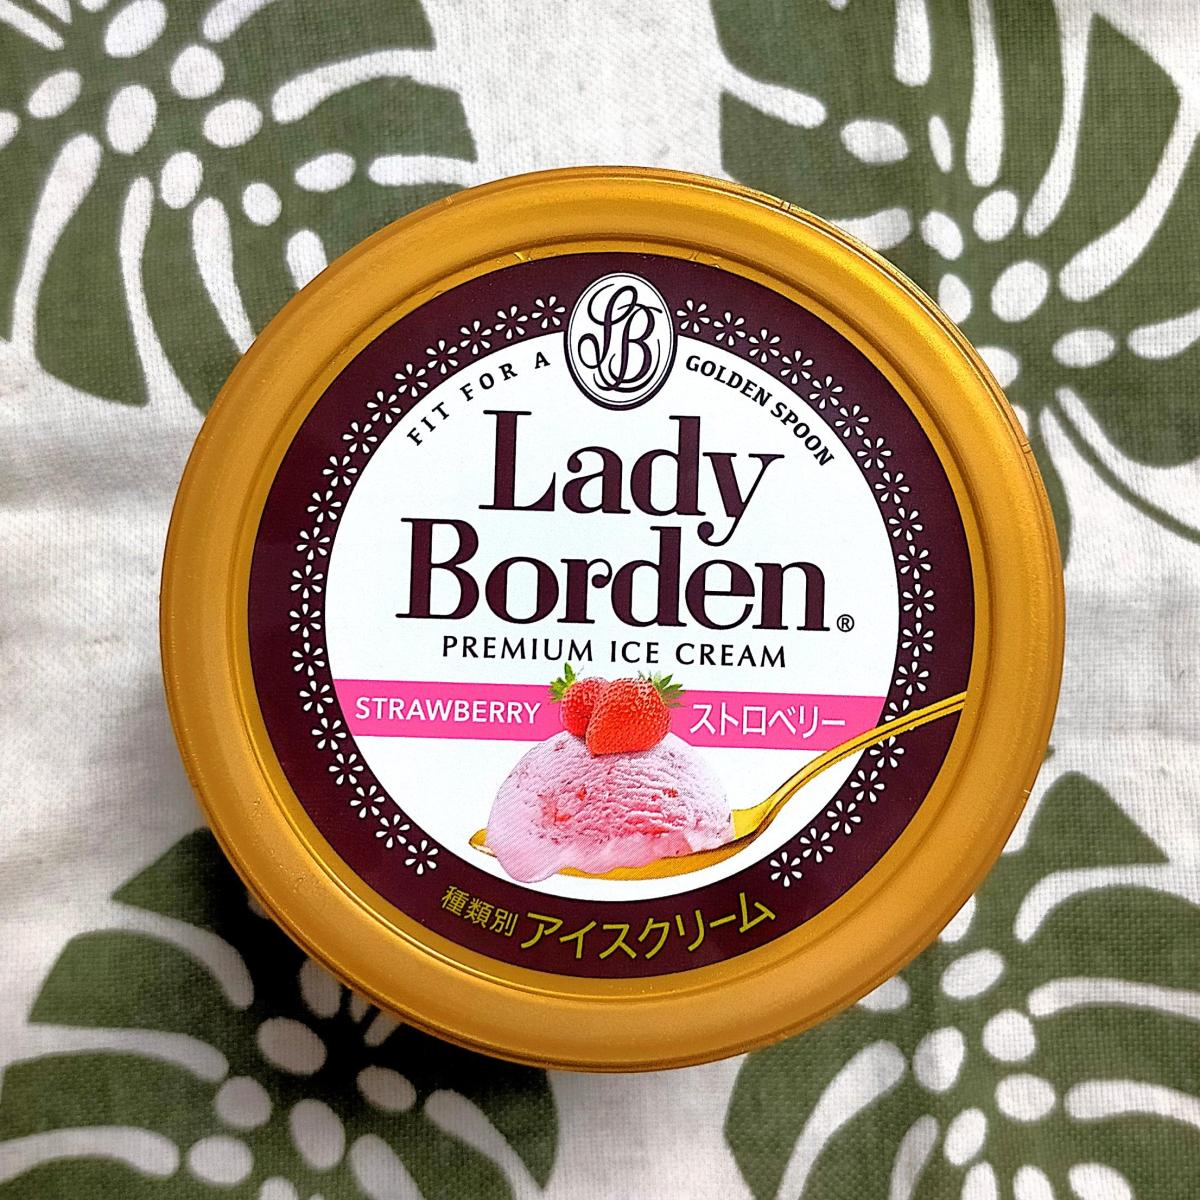 LB
FIT FOR A GOLDEN SPOON
Lady
Borden®
PREMIUM ICE CREAM
STRAWBERRY ストロベリー
種類別 アイスクリーム